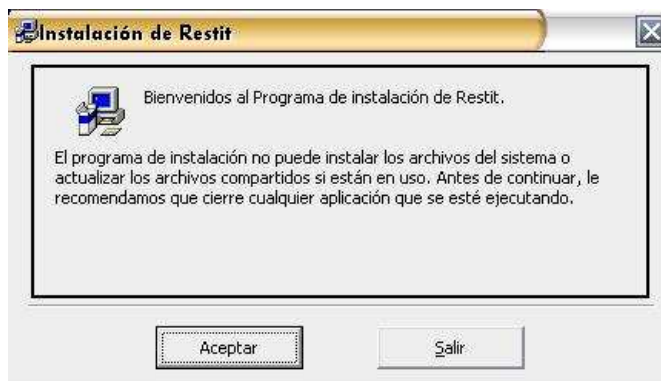 Instalación de Restit
Bienvenidos al Programa de instalación de Restit.
El programa de instalación no puede instalar los archivos del sistema o
actualizar los archivos compartidos si están en uso. Antes de continuar, le
recomendamos que cierre cualquier aplicación que se esté ejecutando.
Aceptar
Salir